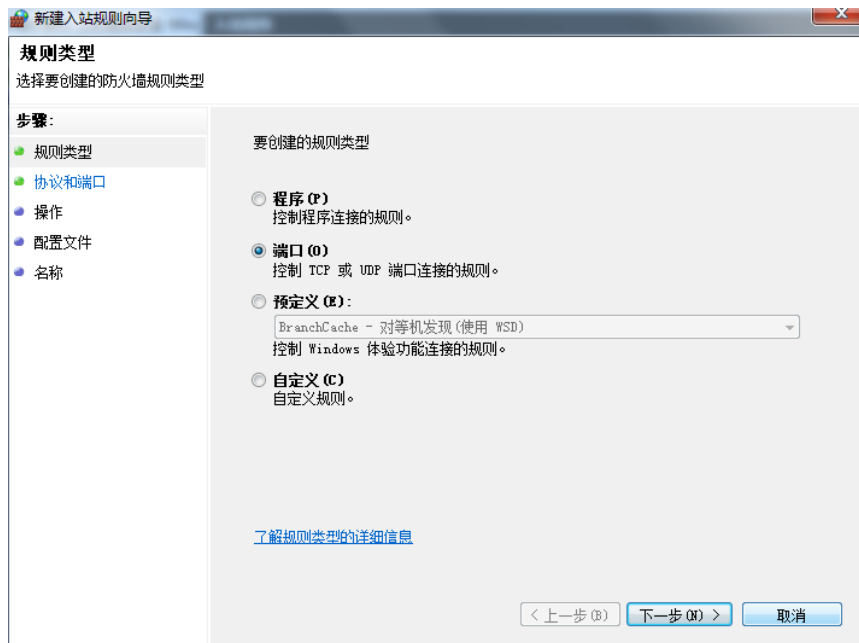 新建入站规则向导
规则类型
选择要创建的防火墙规则类型
步骤:
规则类型
协议和端口
操作
配置文件
名称
要创建的规则类型
程序(P)
控制程序连接的规则。
端口(O)
控制 TCP 或 UDP 端口连接的规则。
预定义(E):
BranchCache - 对等机发现(使用 WSD)
控制 Windows 体验功能连接的规则。
自定义(C)
自定义规则。
了解规则类型的详细信息
< 上一步(B)
下一步(N) >
取消